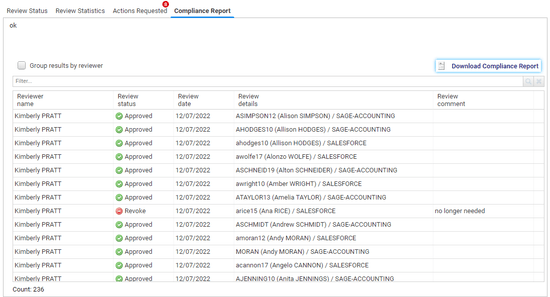 Review Status Review Statistics Actions Requested 0 Compliance Report
ok
Group results by reviewer Download Compliance Report
Filter...
Reviewer name Review status Review date Review details Review comment
Kimberly PRATT Approved 12/07/2022 ASIMPSON12 (Alison SIMPSON) / SAGE-ACCOUNTING
Kimberly PRATT Approved 12/07/2022 AHODGES10 (Allison HODGES) / SAGE-ACCOUNTING
Kimberly PRATT Approved 12/07/2022 ahodges10 (Allison HODGES) / SALESFORCE
Kimberly PRATT Approved 12/07/2022 awolfe17 (Alonzo WOLFE) / SALESFORCE
Kimberly PRATT Approved 12/07/2022 ASCHNEID19 (Alton SCHNEIDER) / SAGE-ACCOUNTING
Kimberly PRATT Approved 12/07/2022 awright10 (Amber WRIGHT) / SALESFORCE
Kimberly PRATT Approved 12/07/2022 ATAYLOR13 (Amelia TAYLOR) / SAGE-ACCOUNTING
Kimberly PRATT Revoke 12/07/2022 arice15 (Ana RICE) / SALESFORCE no longer needed
Kimberly PRATT Approved 12/07/2022 ASCHMIDT (Andrew SCHMIDT) / SAGE-ACCOUNTING
Kimberly PRATT Approved 12/07/2022 amoran12 (Andy MORAN) / SALESFORCE
Kimberly PRATT Approved 12/07/2022 MORAN (Andy MORAN) / SAGE-ACCOUNTING
Kimberly PRATT Approved 12/07/2022 acannon17 (Angelo CANNON) / SALESFORCE
Kimberly PRATT Approved 12/07/2022 AJENNING10 (Anita JENNINGS) / SAGE-ACCOUNTING
Count: 236